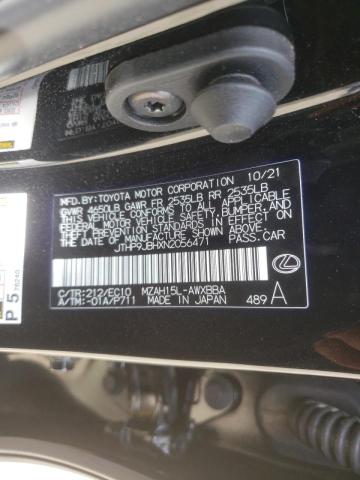 MFD.BY:TOYOTA MOTOR CORPORATION 10/21
GVWR 4650LB GAWR FR 2535LB RR 2535LB
THIS VEHICLE CONFORMS TO ALL APPLICABLE
FEDERAL MOTOR VEHICLE SAFETY, BUMPER, AND
THEFT PREVENTION STANDARDS IN EFFECT ON THE DATE OF
MANUFACTURE SHOWN ABOVE.
JTHP9JBHXN2056471 PASS.CAR
C/TR:212/EC10 MZAH15L-AWXBBA
A/TM:-01A/P711 MADE IN JAPAN 489 A
P 5